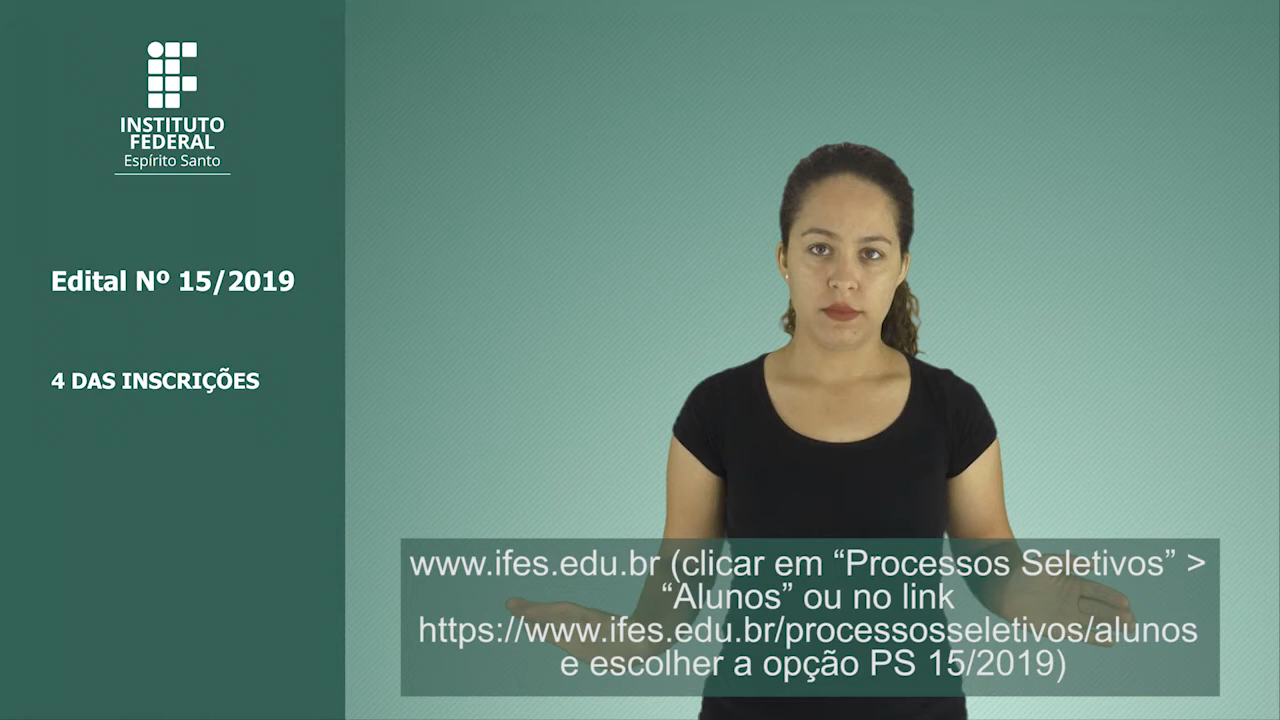 INSTITUTO
FEDERAL
Espírito Santo
Edital Nº 15/2019
4 DAS INSCRIÇÕES
www.ifes.edu.br (clicar em “Processos Seletivos” >
“Alunos” ou no link
https://www.ifes.edu.br/processosseletivos/alunos
e escolher a opção PS 15/2019)